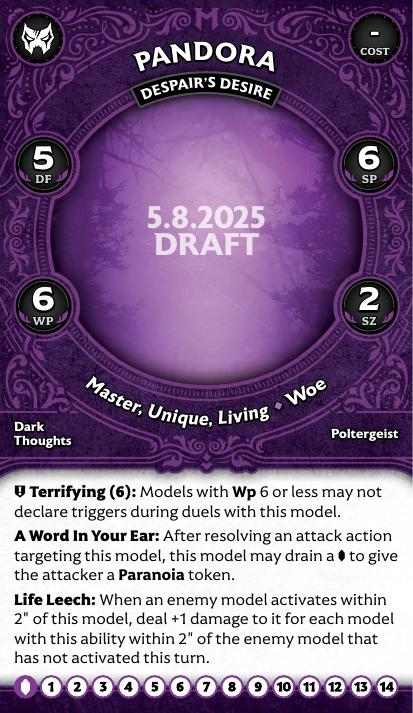 -
COST
PANDORA
DESPAIR'S DESIRE
5
DF
6
SP
5.8.2025
DRAFT
6
WP
2
SZ
Master, Unique, Living ♦ Woe
Dark
Thoughts
Poltergeist
Terrifying (6): Models with Wp 6 or less may not
declare triggers during duels with this model.
A Word In Your Ear: After resolving an attack action
targeting this model, this model may drain a to give
the attacker a Paranoia token.
Life Leech: When an enemy model activates within
2" of this model, deal +1 damage to it for each model
with this ability within 2" of the enemy model that
has not activated this turn.
1 2 3 4 5 6 7 8 9 10 11 12 13 14